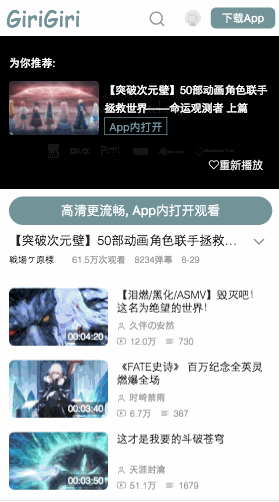 GiriGiri
下载App
为你推荐:
【突破次元壁】50部动画角色联手
拯救世界——命运观测者 上篇
App内打开
重新播放
高清更流畅, App内打开观看
【突破次元壁】50部动画角色联手拯救...
戦場ケ原様 61.5万次观看 8234弹幕 8-29
【泪燃/黑化/ASMV】毁灭吧!
这名为绝望的世界!
久伴の安然
12.0万 730
00:04:20
《FATE史诗》 百万纪念全英灵
燃爆全场
时崎禁雨
6.7万 367
00:03:40
这才是我要的斗破苍穹
天涯封滴
51.1万 1679
00:03:50